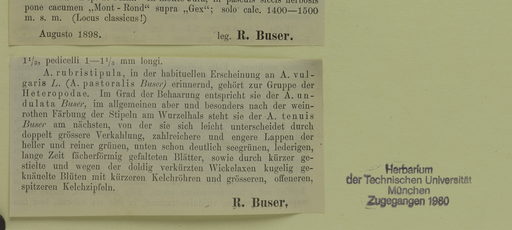 pone cacumen „Mont-Rond“ supra „Gex“; solo calc. 1400—1500
m. s. m. (Locus classicus!)
Augusto 1898. leg. R. Buser.
1½, pedicelli 1—1½ mm longi.
A. rubristipula, in der habituellen Erscheinung an A. vul-
garis L. (A. pastoralis Buser) erinnernd, gehört zur Gruppe der
Heteropodae. Im Grad der Behaarung entspricht sie der A. un-
dulata Buser, im allgemeinen aber und besonders nach der wein-
rothen Färbung der Stipeln am Wurzelhals steht sie der A. tenuis
Buser am nächsten, von der sie sich leicht unterscheidet durch
doppelt grössere Verkahlung, zahlreichere und engere Lappen der
heller und reiner grünen, unten schon deutlich seegrünen, lederigen,
lange Zeit fächerförmig gefalteten Blätter, sowie durch kürzer ge-
stielte und wegen der doldig verkürzten Wickelaxen kugelig ge-
knäuelte Blüten mit kürzeren Kelchröhren und grösseren, offeneren,
spitzeren Kelchzipfeln.
R. Buser.
Herbarium
der Technischen Universität
München
Zugegangen 1980